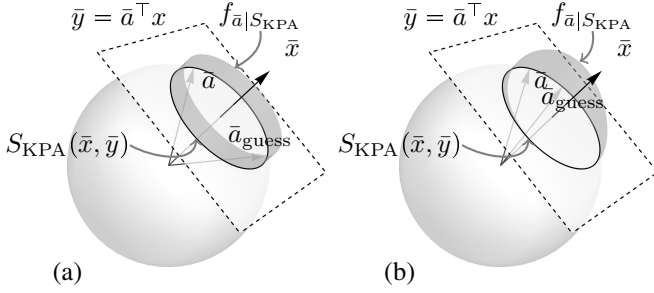 ȳ = ā⊤x
f_{ā|S_KPA}
x̄
ā
ā_guess
S_KPA(x̄, ȳ)
(a)
ȳ = ā⊤x
f_{ā|S_KPA}
x̄
ā
ā_guess
S_KPA(x̄, ȳ)
(b)